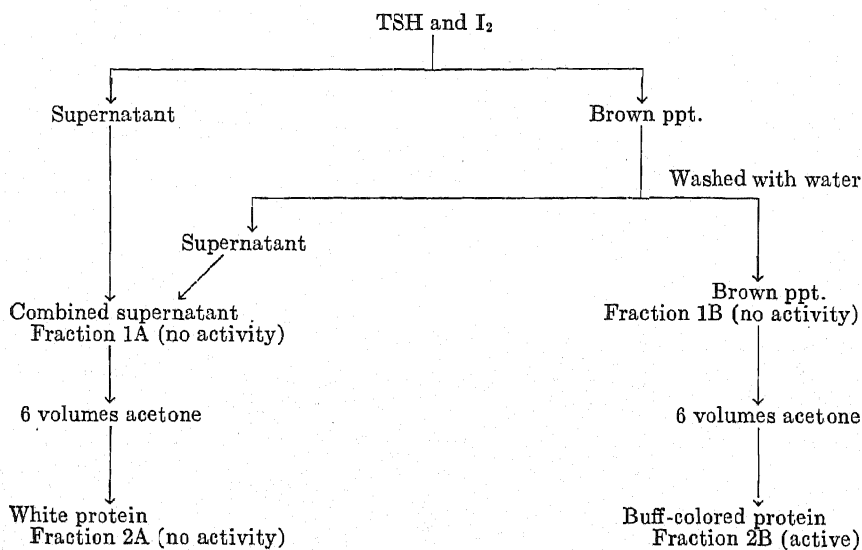 TSH and I₂
Supernatant
Brown ppt.
Washed with water
Supernatant
Combined supernatant
Fraction 1A (no activity)
Brown ppt.
Fraction 1B (no activity)
6 volumes acetone
6 volumes acetone
White protein
Fraction 2A (no activity)
Buff-colored protein
Fraction 2B (active)